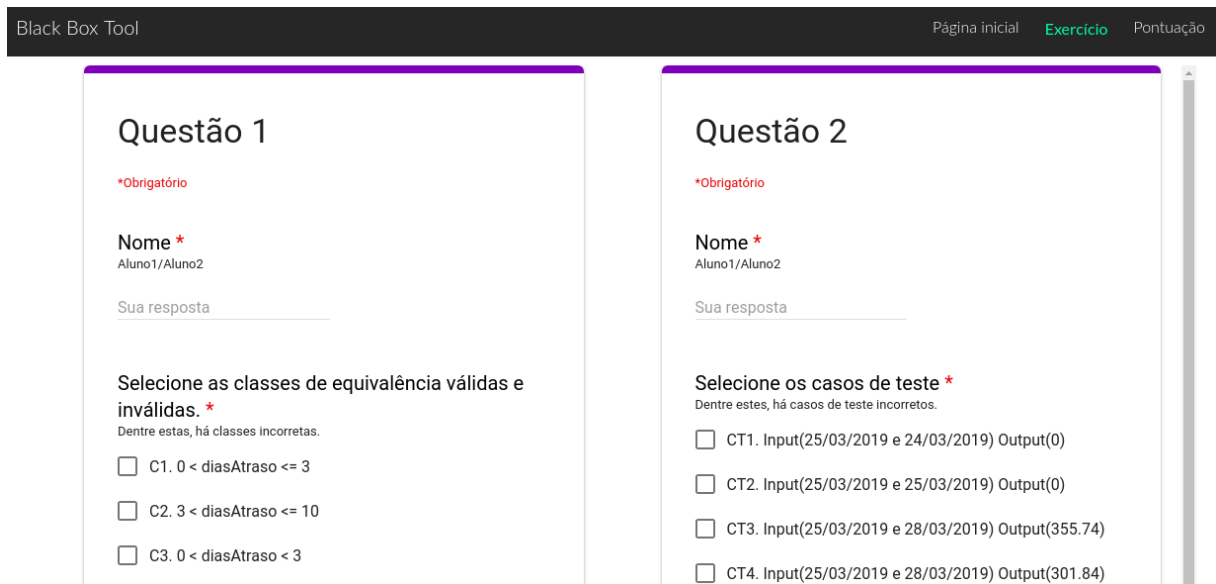 Black Box Tool
Página inicial Exercício Pontuação
Questão 1
*Obrigatório
Nome *
Aluno1/Aluno2
Sua resposta
Selecione as classes de equivalência válidas e
inválidas. *
Dentre estas, há classes incorretas.
C1. 0 < diasAtraso <= 3
C2. 3 < diasAtraso <= 10
C3. 0 < diasAtraso < 3
Questão 2
*Obrigatório
Nome *
Aluno1/Aluno2
Sua resposta
Selecione os casos de teste *
Dentre estes, há casos de teste incorretos.
CT1. Input(25/03/2019 e 24/03/2019) Output(0)
CT2. Input(25/03/2019 e 25/03/2019) Output(0)
CT3. Input(25/03/2019 e 28/03/2019) Output(355.74)
CT4. Input(25/03/2019 e 28/03/2019) Output(301.84)